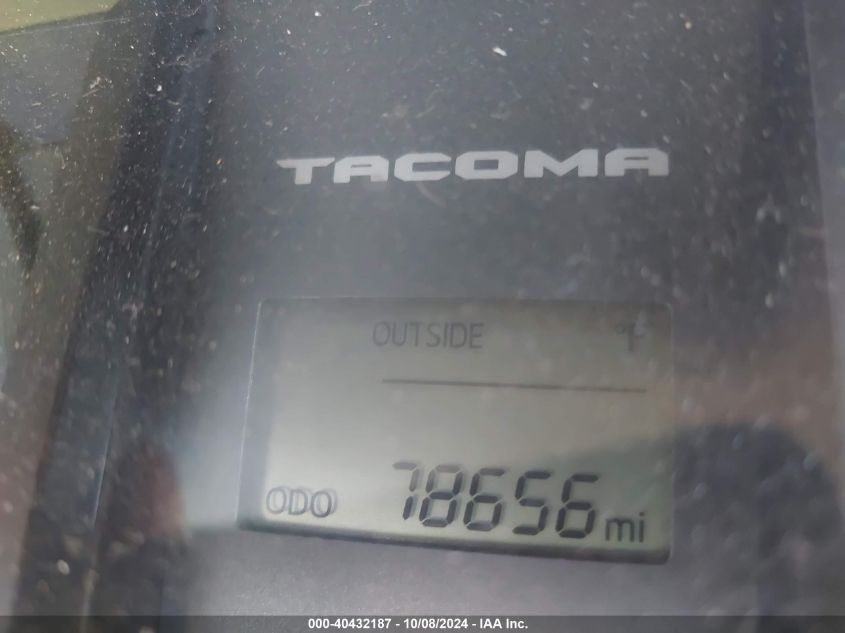 TACOMA
OUTSIDE °F
ODO 78656 mi
000-40432187 - 10/08/2024 - IAA Inc.